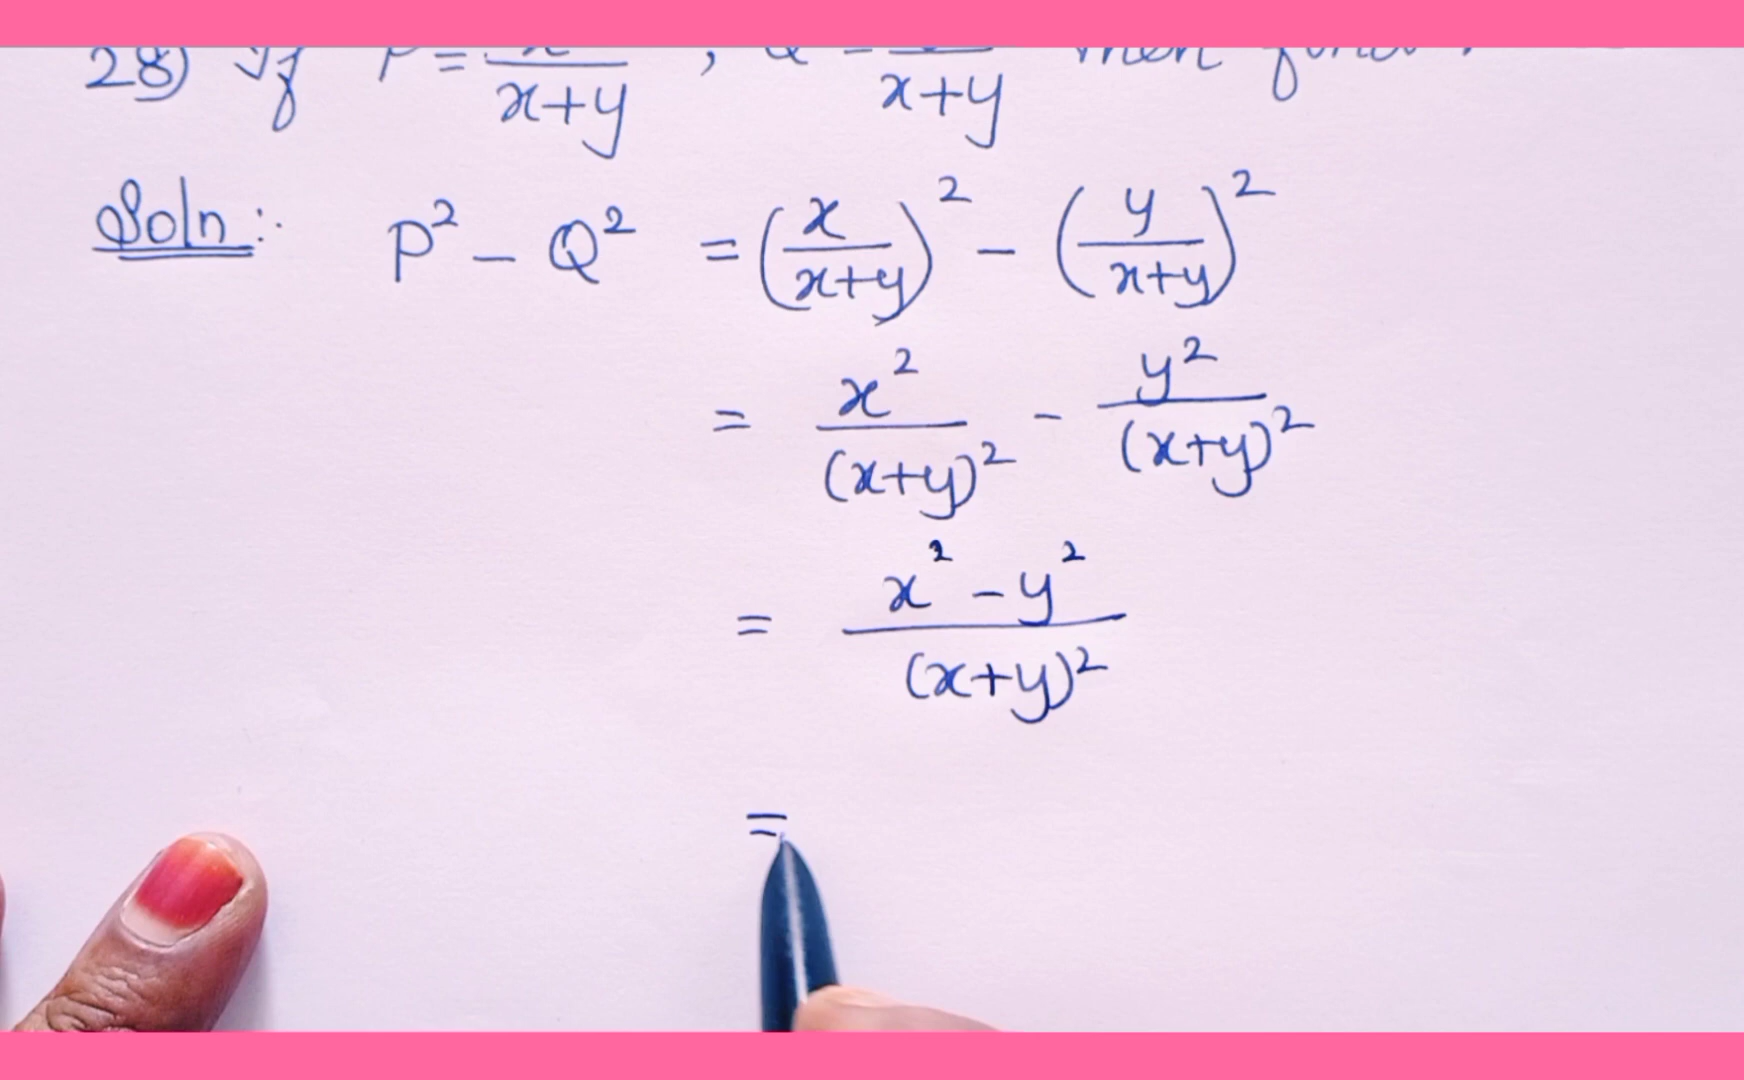 28) If P = x/(x+y) , Q = /(x+y) then find
Soln:- P² - Q² = (x/(x+y))² - (y/(x+y))²
= x²/(x+y)² - y²/(x+y)²
= (x² - y²)/(x+y)²
=